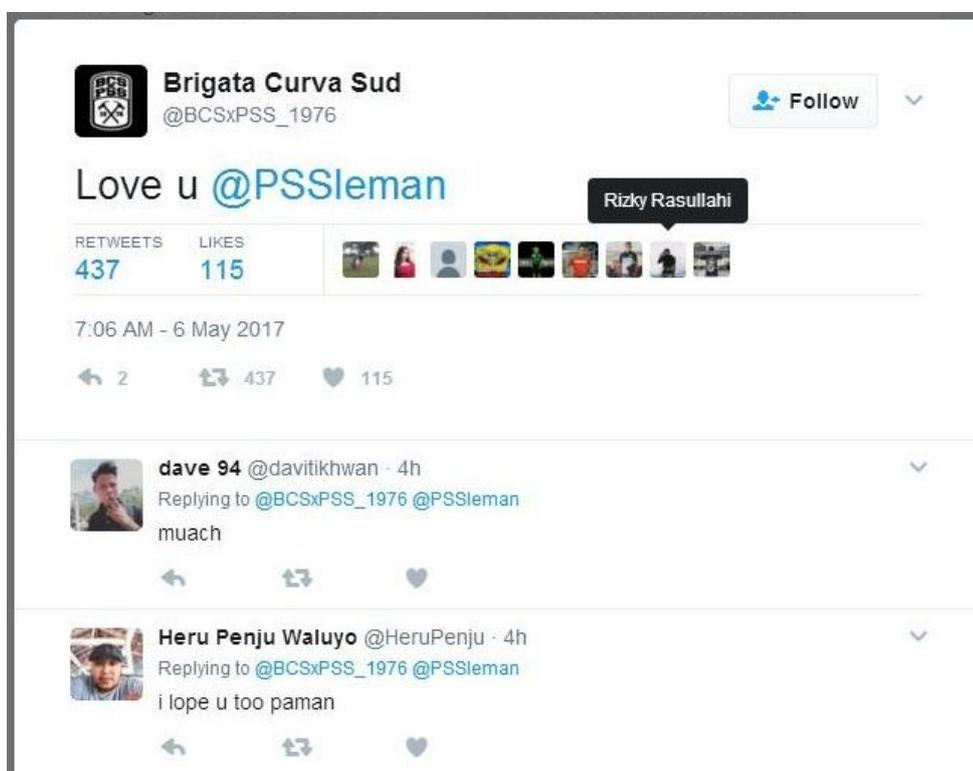 BCS
PSS
Brigata Curva Sud
@BCSxPSS_1976
Follow
Love u @PSSleman
Rizky Rasullahi
RETWEETS LIKES
437 115
7:06 AM - 6 May 2017
2 437 115
dave 94 @davitikhwan · 4h
Replying to @BCSxPSS_1976 @PSSleman
muach
Heru Penju Waluyo @HeruPenju · 4h
Replying to @BCSxPSS_1976 @PSSleman
i lope u too paman